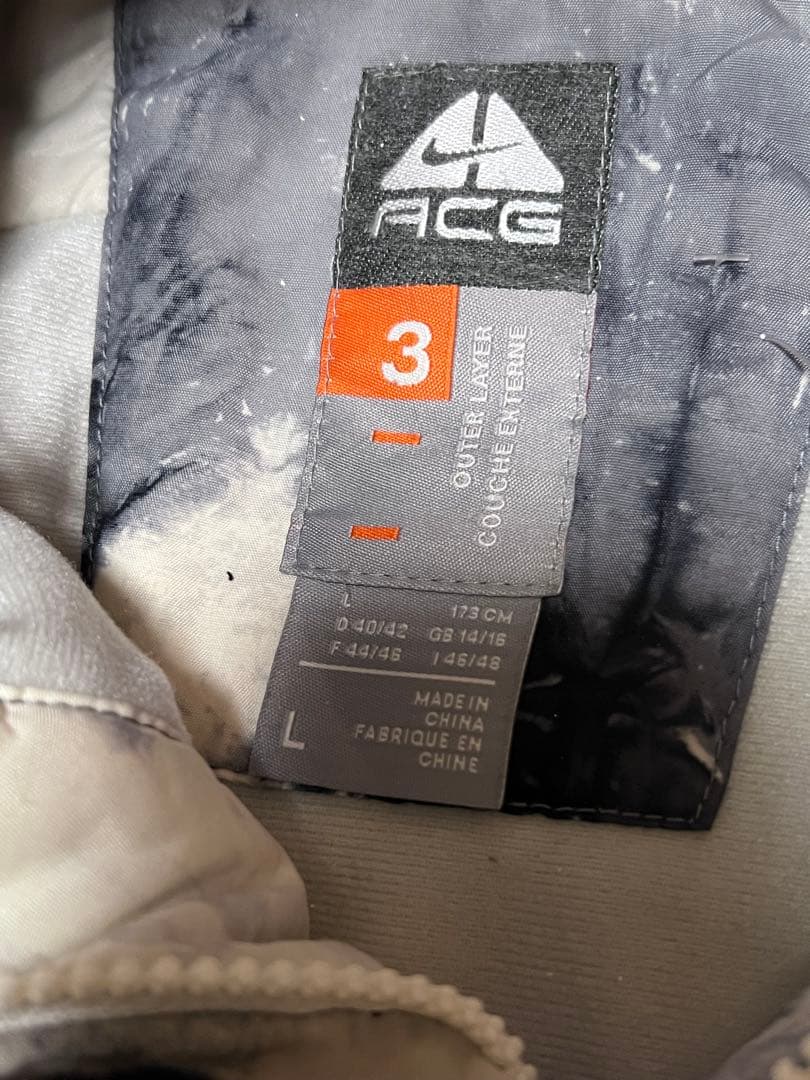 ACG
3
OUTER LAYER
COUCHE EXTERNE
L 173 CM
D 40/42 GB 14/16
F 44/46 I 46/48
L
MADE IN
CHINA
FABRIQUE EN
CHINE